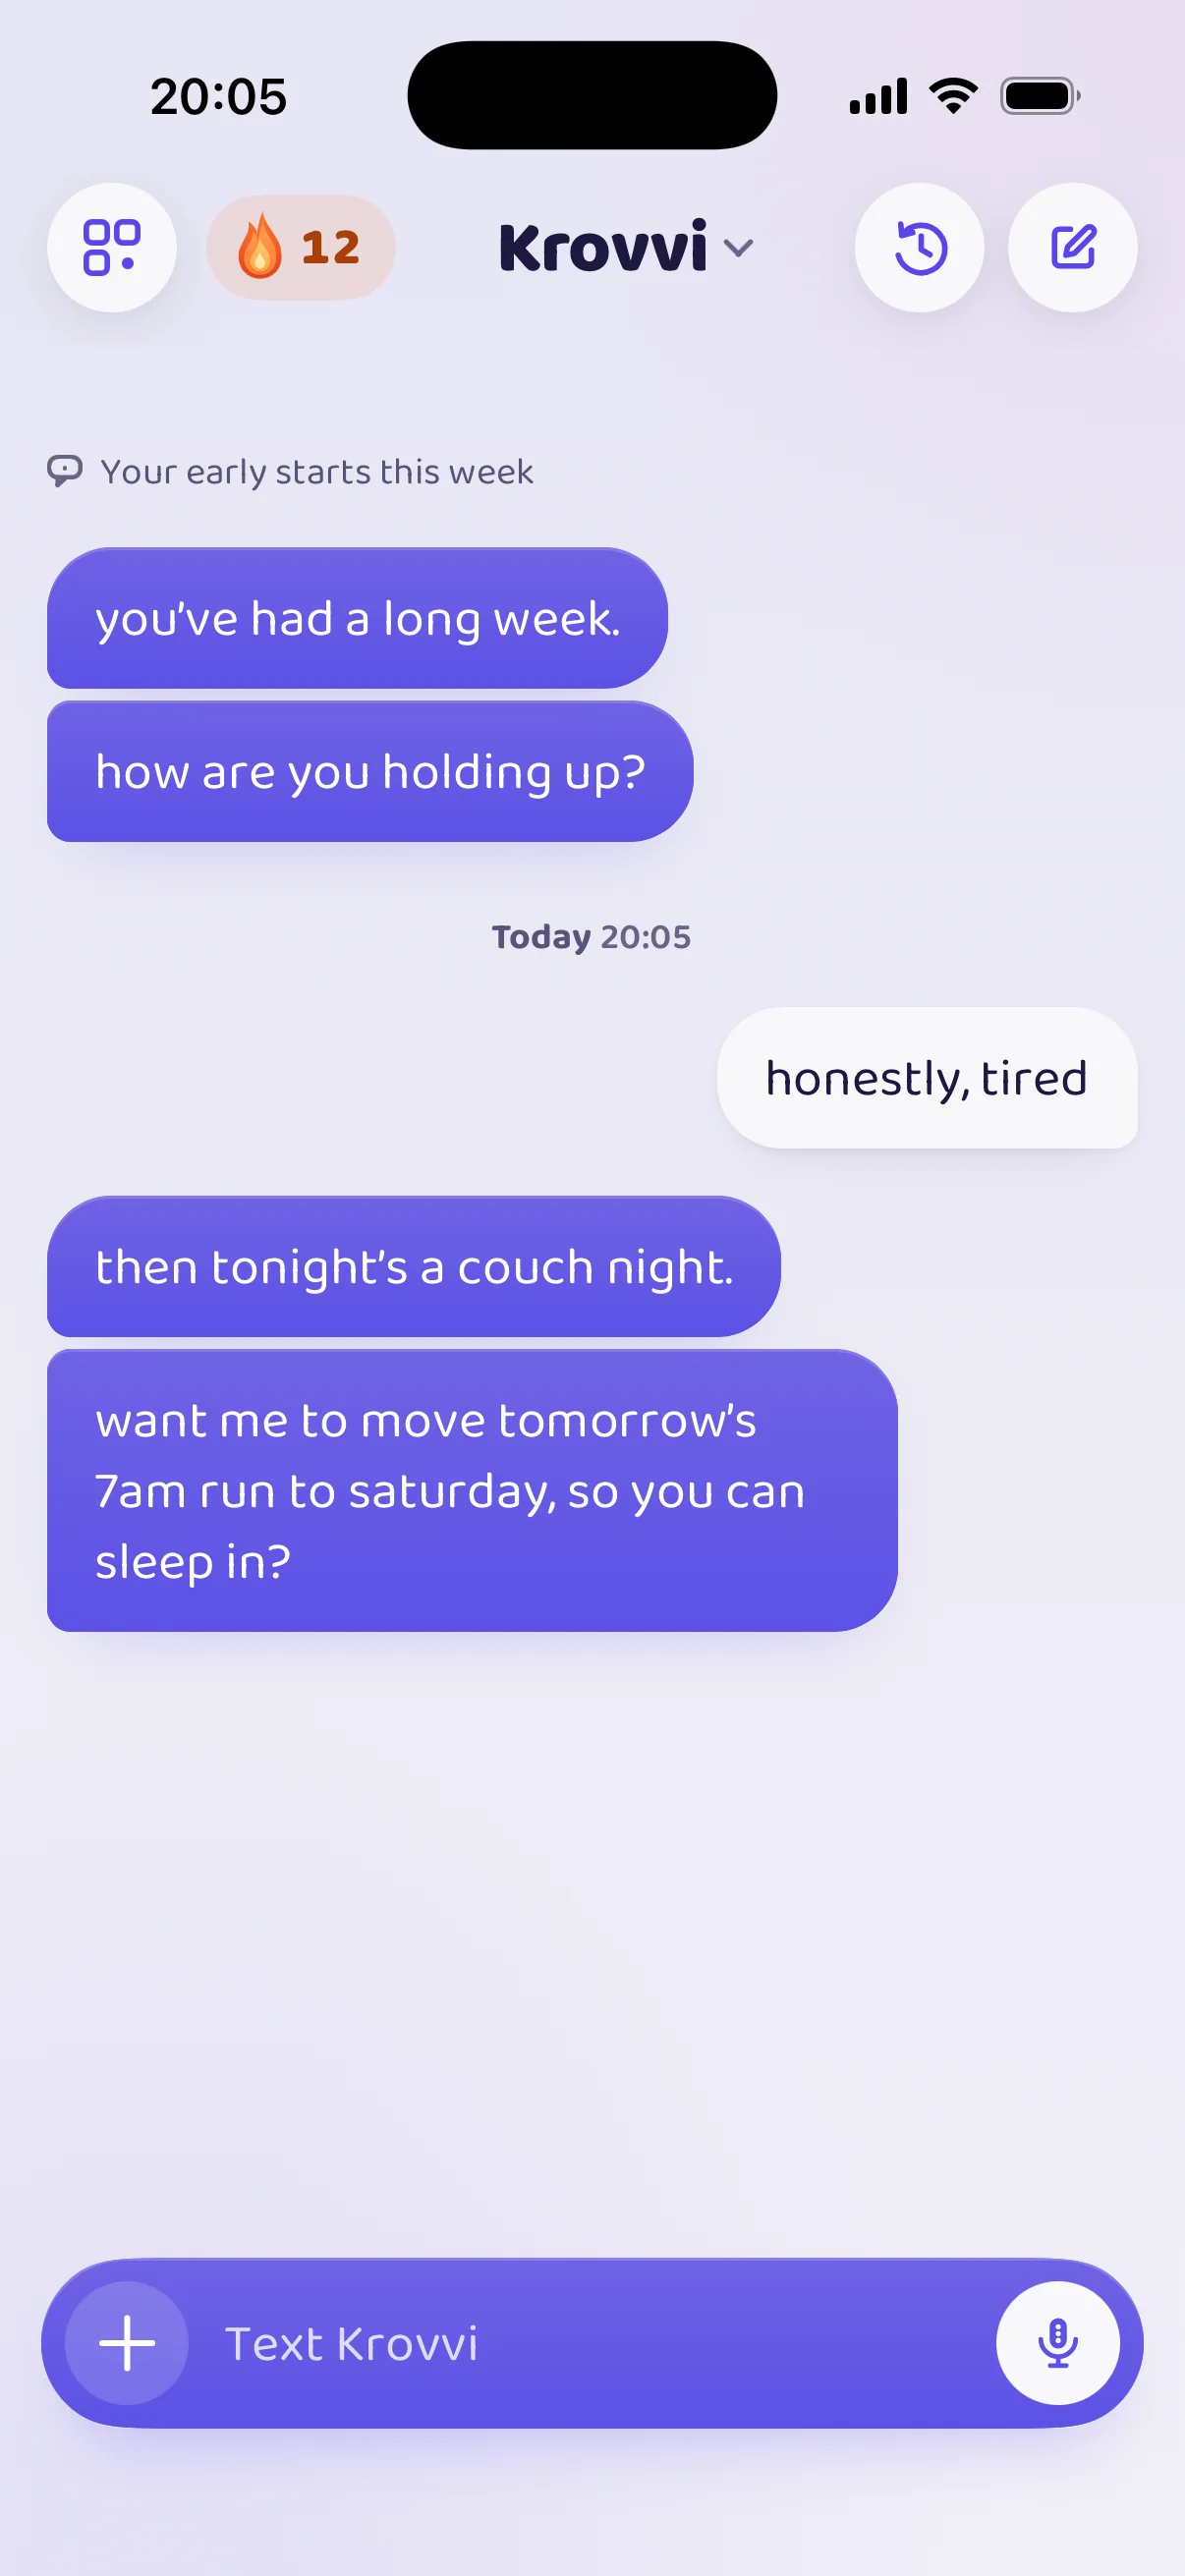 20:05
12
Krovvi
Your early starts this week
you’ve had a long week.
how are you holding up?
Today 20:05
honestly, tired
then tonight’s a couch night.
want me to move tomorrow’s
7am run to saturday, so you can
sleep in?
Text Krovvi